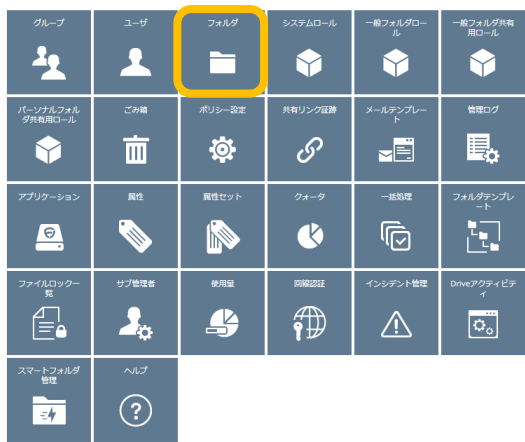 グループ
ユーザ
フォルダ
システムロール
一般フォルダロー
ル
一般フォルダ共有
用ロール
パーソナルフォル
ダ共有用ロール
ごみ箱
ポリシー設定
共有リンク証跡
メールテンプレー
ト
管理ログ
アプリケーション
属性
属性セット
クォータ
一括処理
フォルダテンプレ
ート
ファイルロック一
覧
サブ管理者
使用量
回線認証
インシデント管理
Driveアクティビテ
ィ
スマートフォルダ
管理
ヘルプ